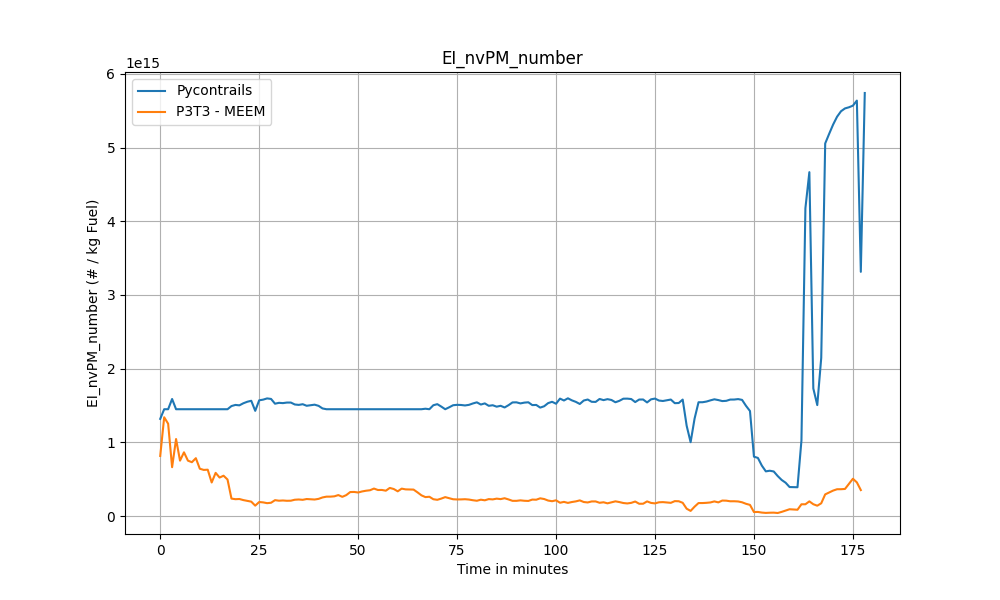 EI_nvPM_number
1e15
Pycontrails
P3T3 - MEEM
6
5
4
3
2
1
0
EI_nvPM_number (# / kg Fuel)
0 25 50 75 100 125 150 175
Time in minutes